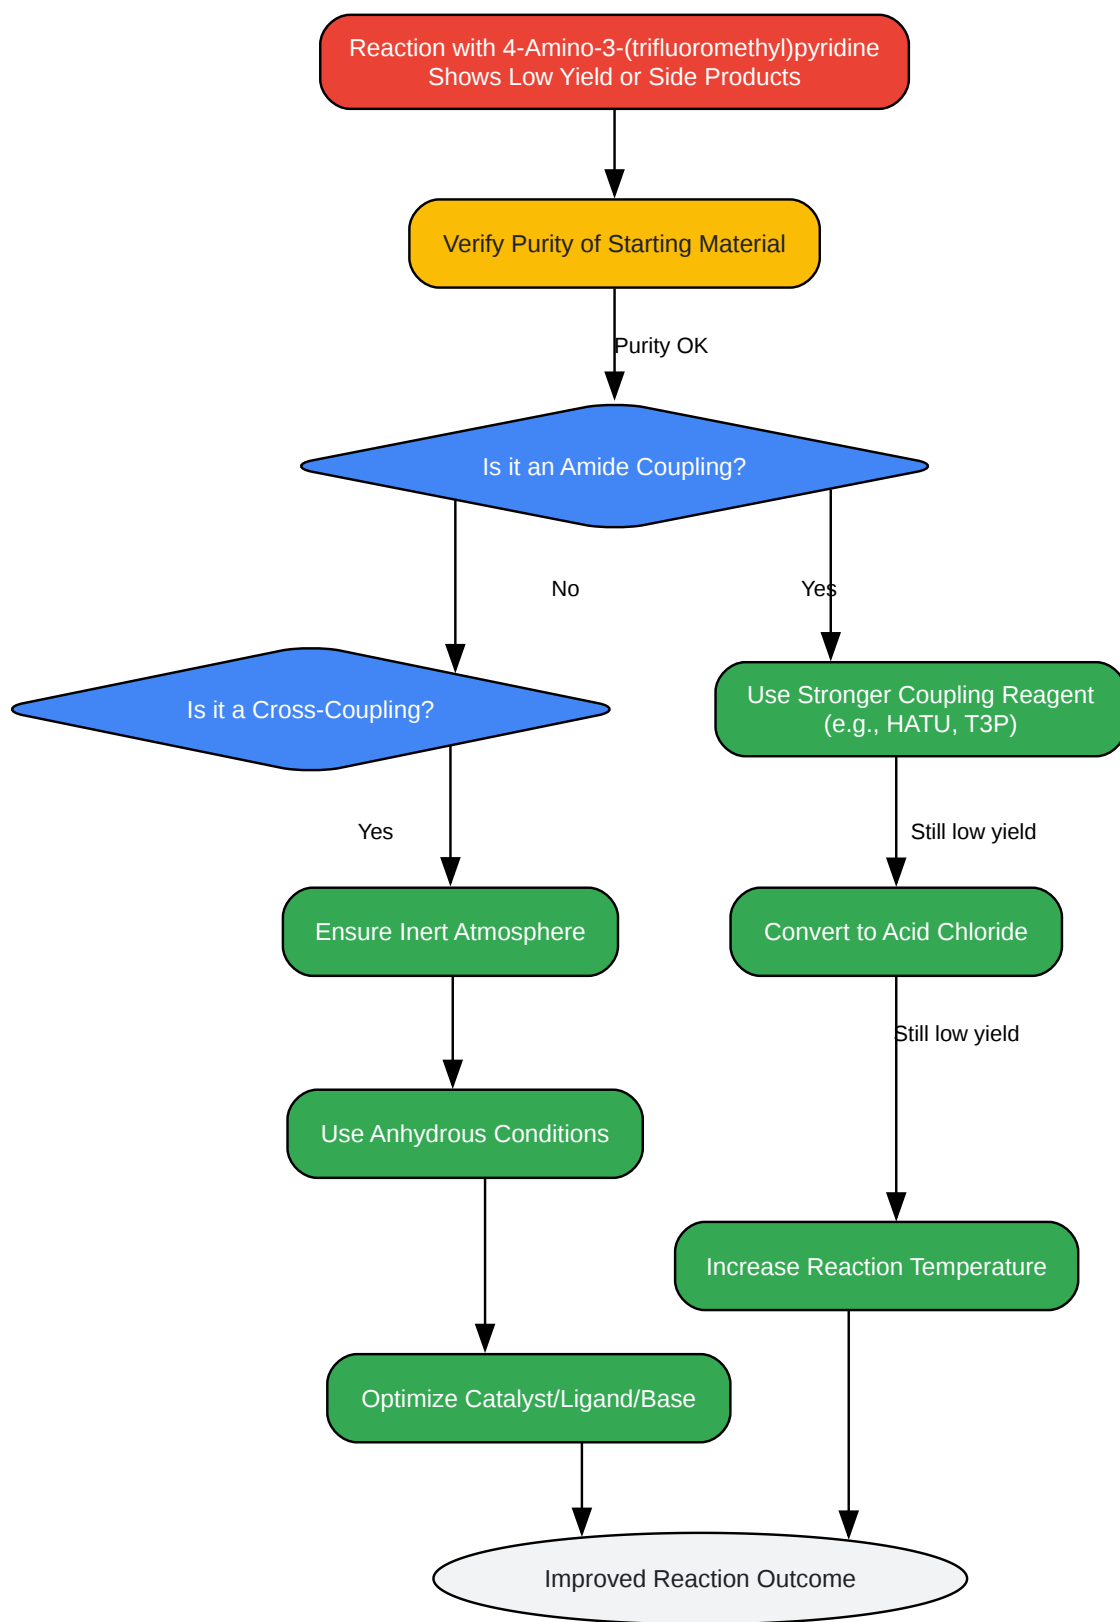 Reaction with 4-Amino-3-(trifluoromethyl)pyridine
Shows Low Yield or Side Products
Verify Purity of Starting Material
Purity OK
Is it an Amide Coupling?
No
Yes
Is it a Cross-Coupling?
Use Stronger Coupling Reagent
(e.g., HATU, T3P)
Yes
Still low yield
Ensure Inert Atmosphere
Convert to Acid Chloride
Still low yield
Use Anhydrous Conditions
Increase Reaction Temperature
Optimize Catalyst/Ligand/Base
Improved Reaction Outcome